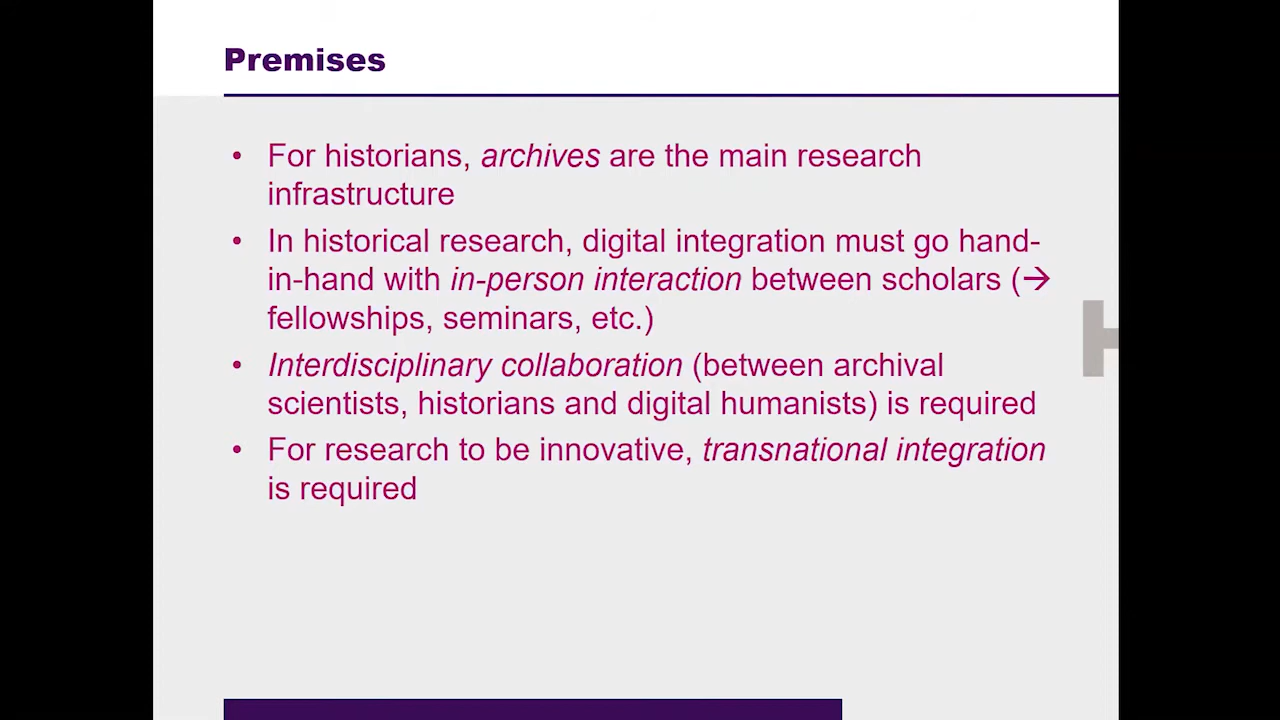 Premises
• For historians, archives are the main research
infrastructure
• In historical research, digital integration must go hand-
in-hand with in-person interaction between scholars (→
fellowships, seminars, etc.)
• Interdisciplinary collaboration (between archival
scientists, historians and digital humanists) is required
• For research to be innovative, transnational integration
is required
H